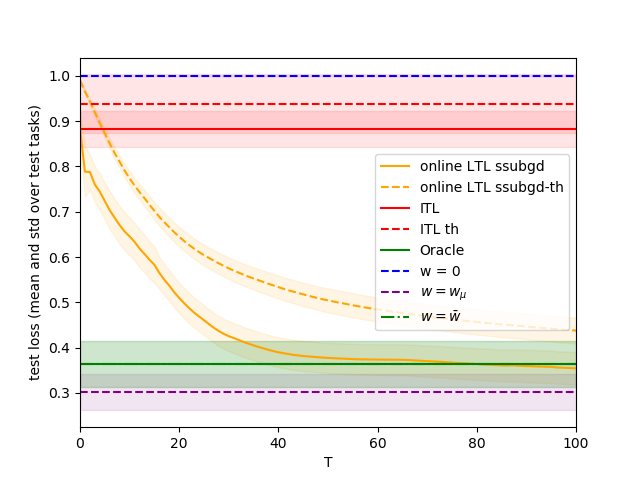 1.0
0.9
0.8
0.7
0.6
0.5
0.4
0.3
test loss (mean and std over test tasks)
online LTL ssubgd
online LTL ssubgd-th
ITL
ITL th
Oracle
w = 0
w = w_μ
w = w̄
0 20 40 60 80 100
T